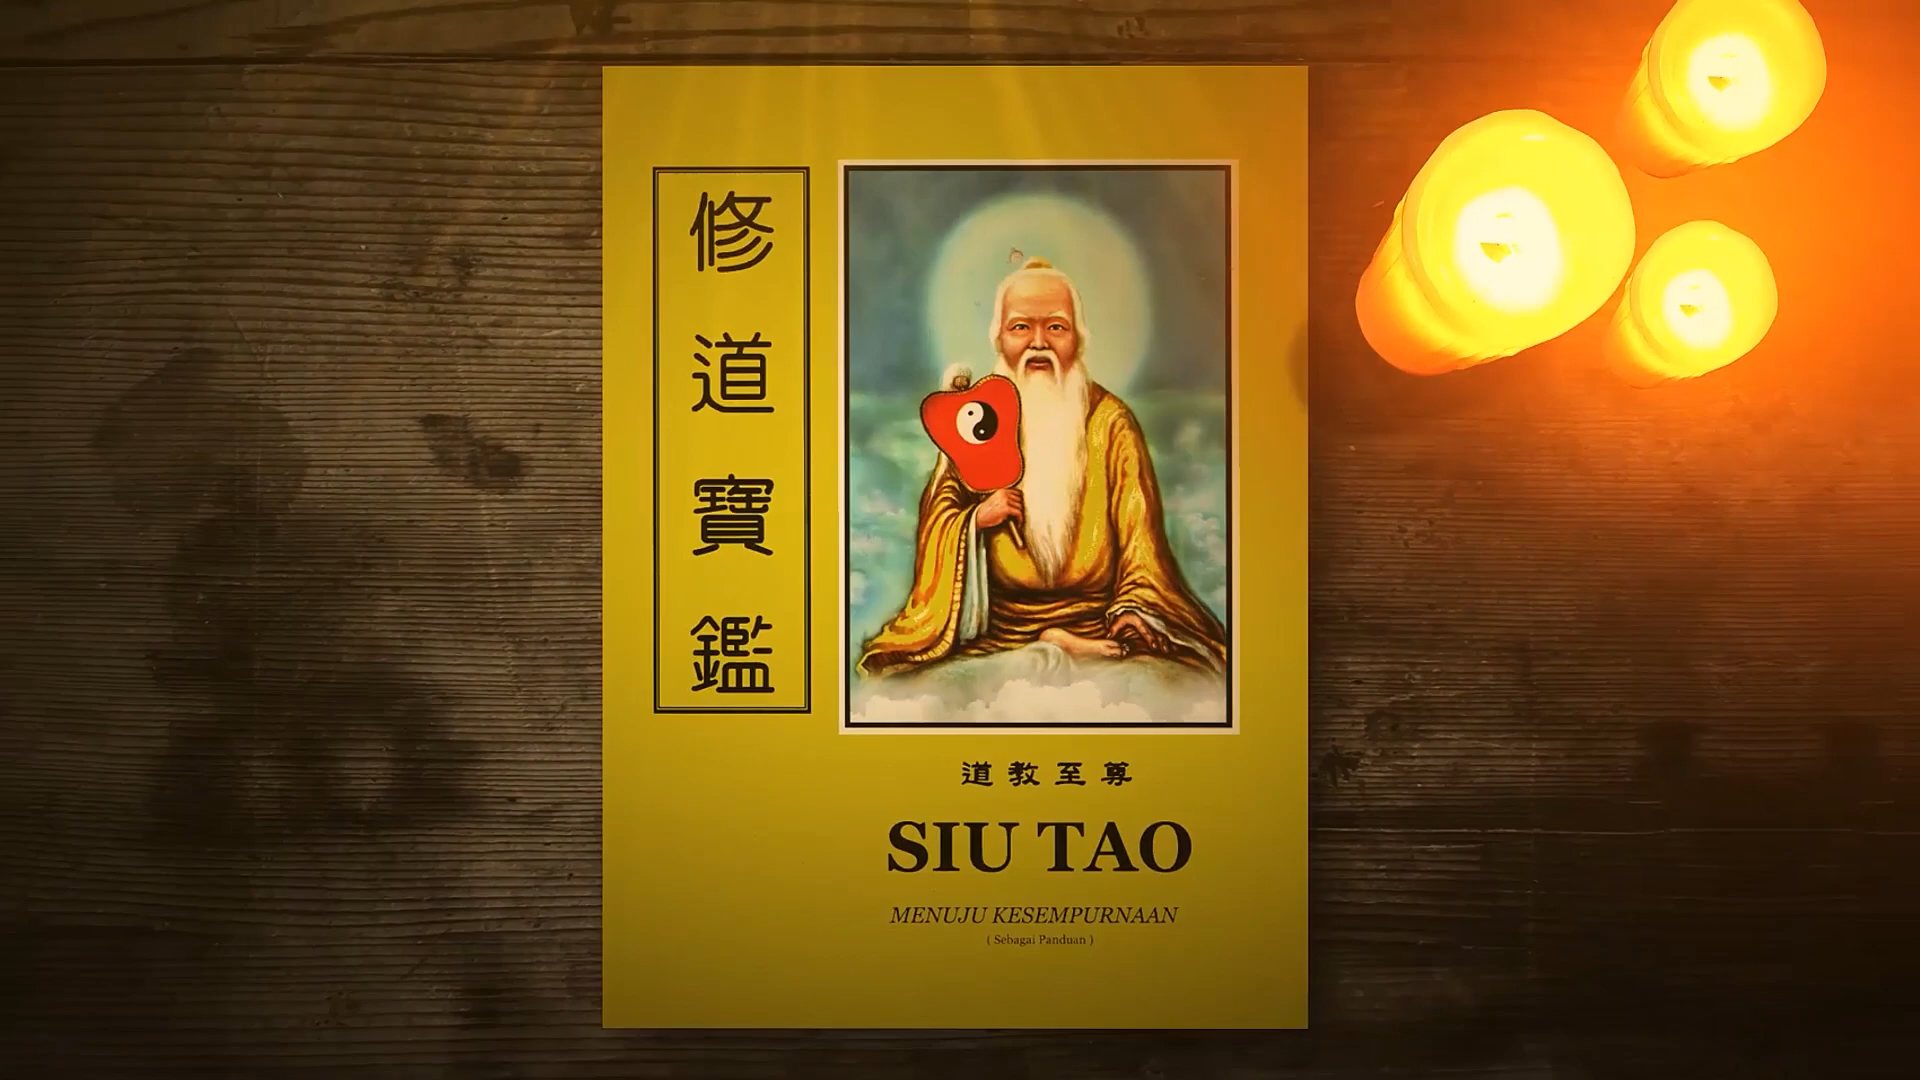 修道寶鑑
道教至尊
SIU TAO
MENUJU KESEMPURNAAN
( Sebagai Panduan )